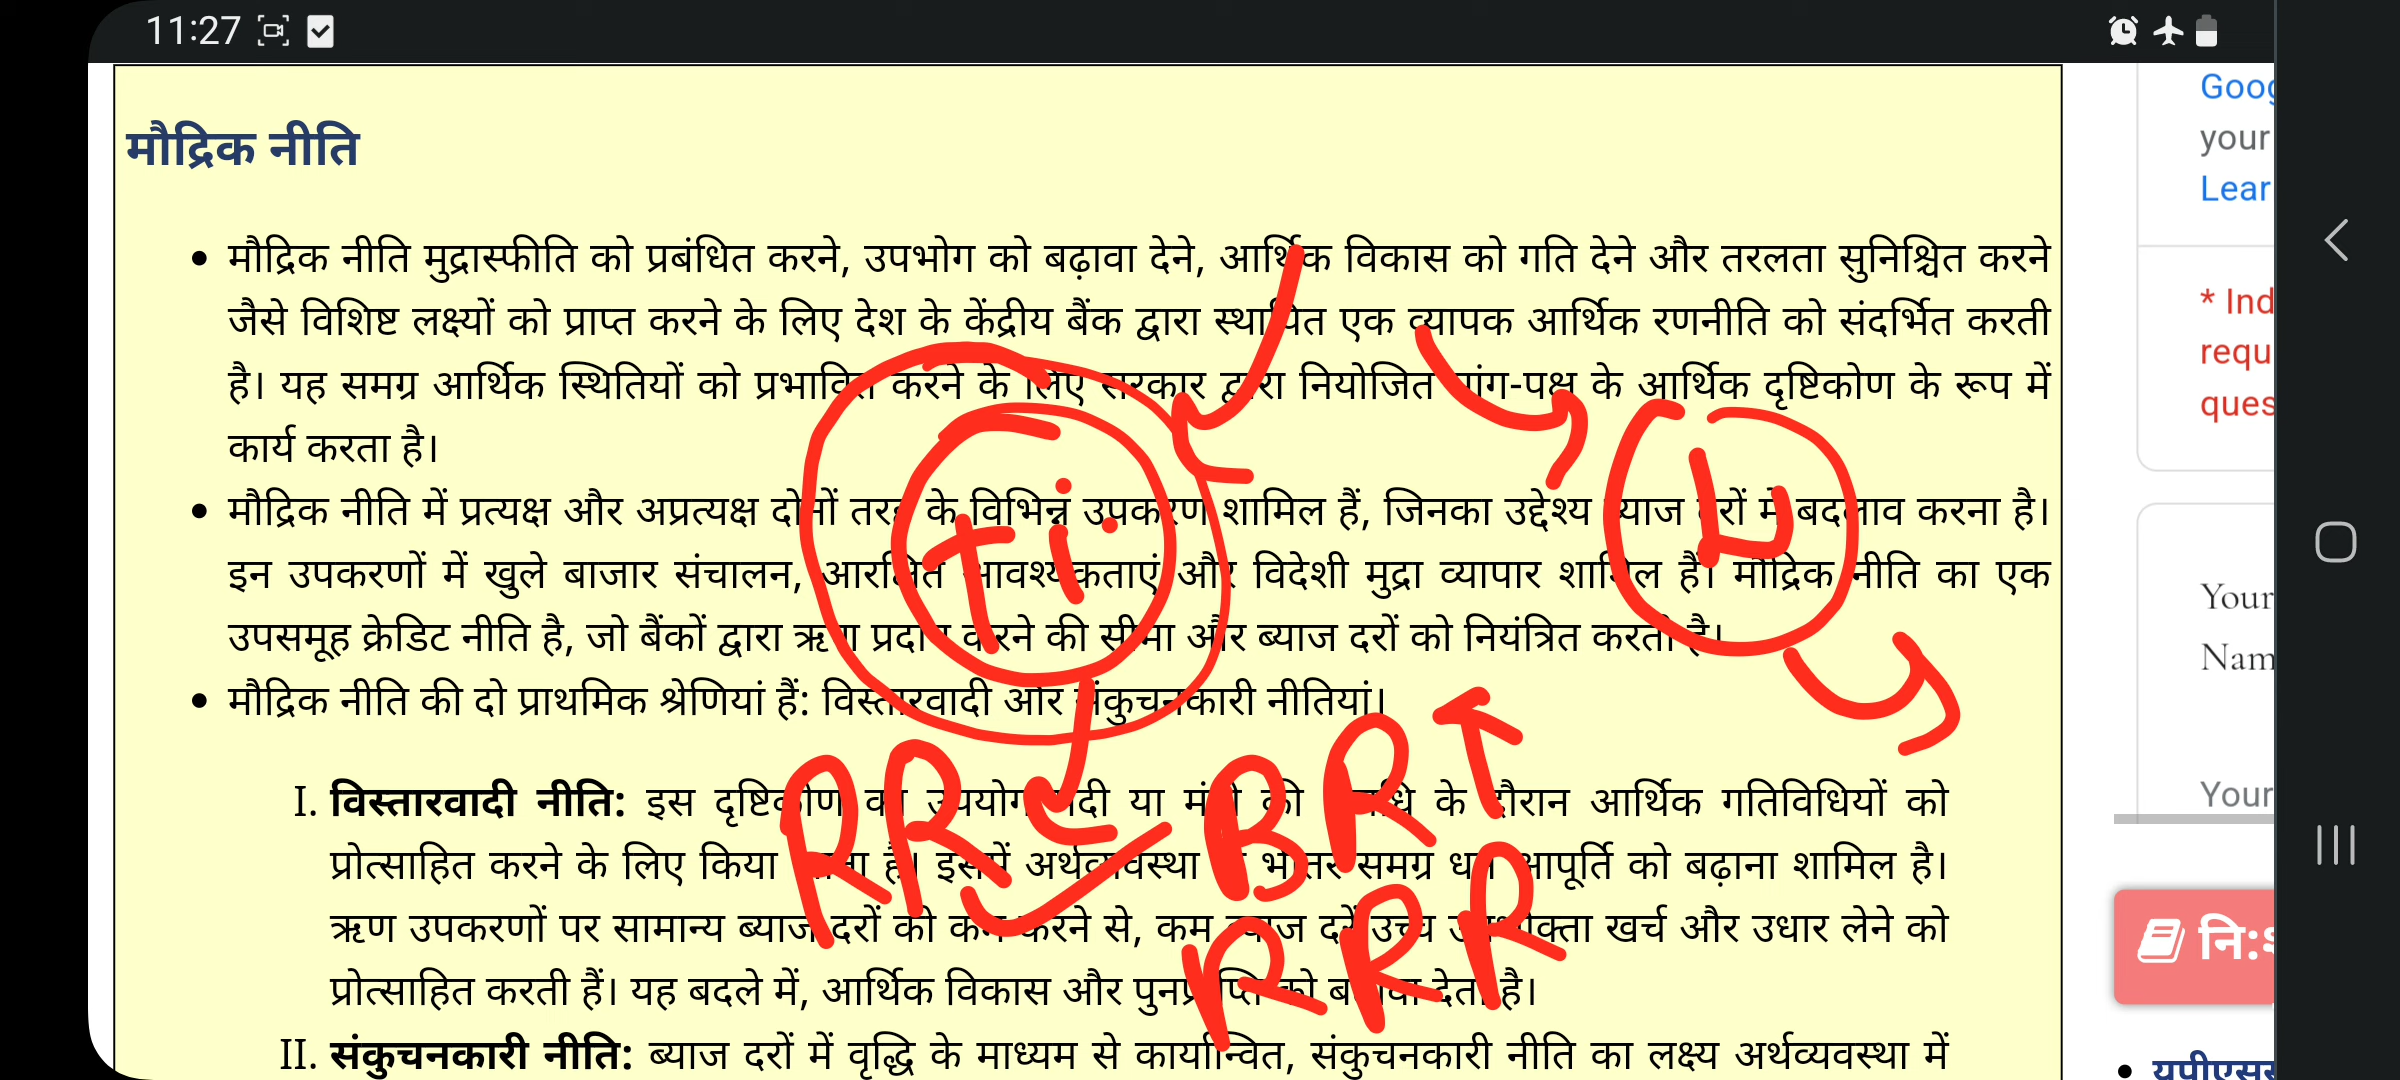 11:27
मौद्रिक नीति
मौद्रिक नीति मुद्रास्फीति को प्रबंधित करने, उपभोग को बढ़ावा देने, आर्थिक विकास को गति देने और तरलता सुनिश्चित करने
जैसे विशिष्ट लक्ष्यों को प्राप्त करने के लिए देश के केंद्रीय बैंक द्वारा स्थापित एक व्यापक आर्थिक रणनीति को संदर्भित करती
है। यह समग्र आर्थिक स्थितियों को प्रभावित करने के लिए सरकार द्वारा नियोजित मांग-पक्ष के आर्थिक दृष्टिकोण के रूप में
कार्य करता है।
मौद्रिक नीति में प्रत्यक्ष और अप्रत्यक्ष दोनों तरह के विभिन्न उपकरण शामिल हैं, जिनका उद्देश्य ब्याज दरों में बदलाव करना है।
इन उपकरणों में खुले बाजार संचालन, आरक्षित आवश्यकताएं और विदेशी मुद्रा व्यापार शामिल हैं। मौद्रिक नीति का एक
उपसमूह क्रेडिट नीति है, जो बैंकों द्वारा ऋण प्रदान करने की सीमा और ब्याज दरों को नियंत्रित करती है।
मौद्रिक नीति की दो प्राथमिक श्रेणियां हैं: विस्तारवादी और संकुचनकारी नीतियां।
RR BR
RRR
I. विस्तारवादी नीति: इस दृष्टिकोण का उपयोग मंदी या मंदी की अवधि के दौरान आर्थिक गतिविधियों को
प्रोत्साहित करने के लिए किया जाता है। इसमें अर्थव्यवस्था के भीतर समग्र धन आपूर्ति को बढ़ाना शामिल है।
ऋण उपकरणों पर सामान्य ब्याज दरों को कम करने से, कम ब्याज दरें उच्च उपभोक्ता खर्च और उधार लेने को
प्रोत्साहित करती हैं। यह बदले में, आर्थिक विकास और पुनर्प्राप्ति को बढ़ावा देता है।
II. संकुचनकारी नीति: ब्याज दरों में वृद्धि के माध्यम से कार्यान्वित, संकुचनकारी नीति का लक्ष्य अर्थव्यवस्था में
Goog
your
Lear
* Ind
requ
ques
Your
Nam
Your
नि: